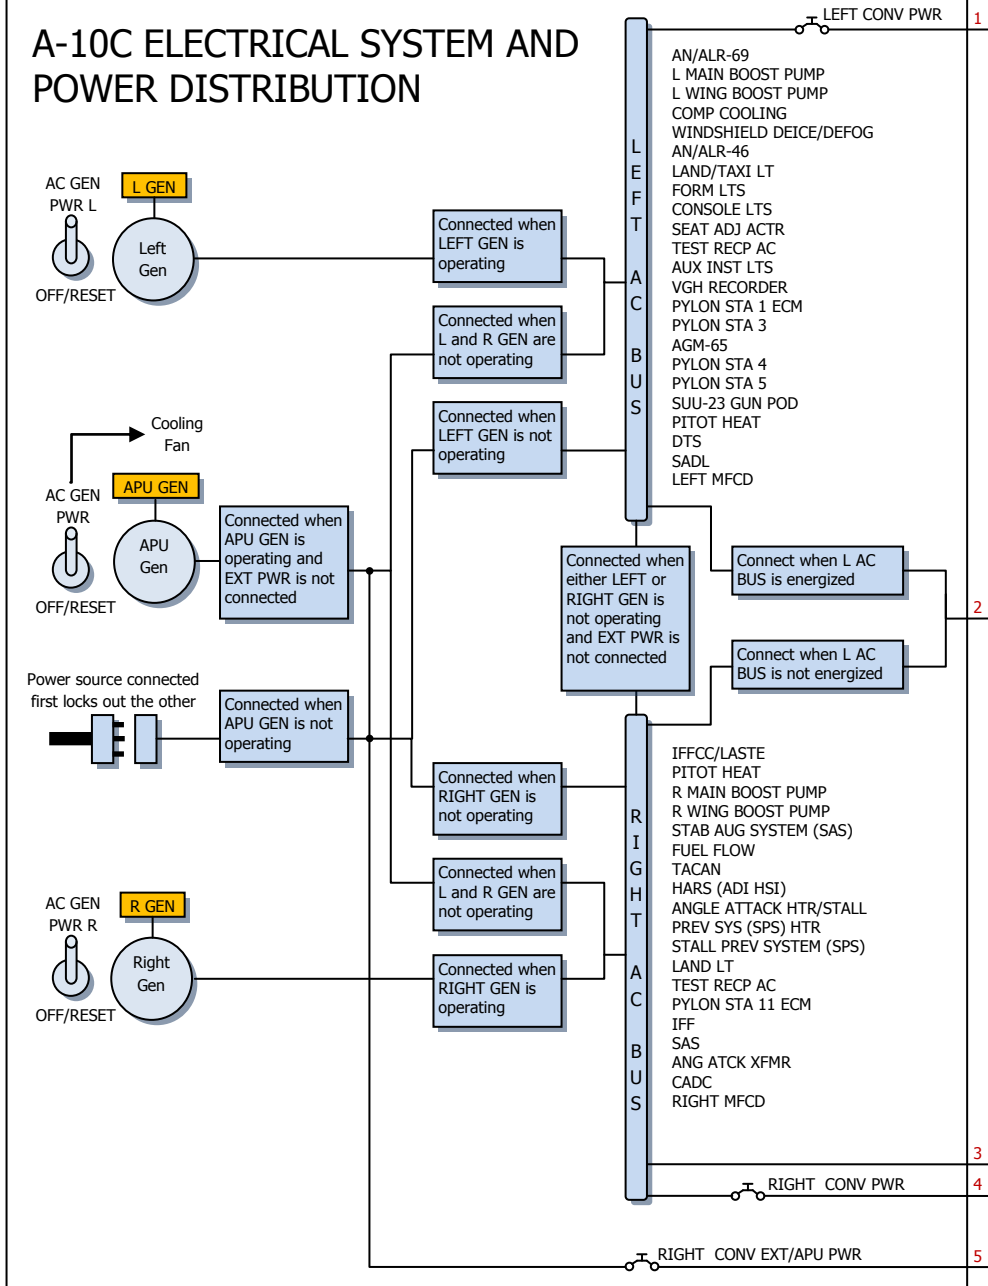 A-10C ELECTRICAL SYSTEM AND
POWER DISTRIBUTION
LEFT CONV PWR
1
AN/ALR-69
L MAIN BOOST PUMP
L WING BOOST PUMP
COMP COOLING
WINDSHIELD DEICE/DEFOG
AN/ALR-46
LAND/TAXI LT
FORM LTS
CONSOLE LTS
SEAT ADJ ACTR
TEST RECP AC
AUX INST LTS
VGH RECORDER
PYLON STA 1 ECM
PYLON STA 3
AGM-65
PYLON STA 4
PYLON STA 5
SUU-23 GUN POD
PITOT HEAT
DTS
SADL
LEFT MFCD
LEFT AC BUS
AC GEN
PWR L
OFF/RESET
L GEN
Left
Gen
Connected when
LEFT GEN is
operating
Connected when
L and R GEN are
not operating
Connected when
LEFT GEN is not
operating
Cooling
Fan
AC GEN
PWR
OFF/RESET
APU GEN
APU
Gen
Connected when
APU GEN is
operating and
EXT PWR is not
connected
Connected when
either LEFT or
RIGHT GEN is
not operating
and EXT PWR is
not connected
Connect when L AC
BUS is energized
2
Connect when L AC
BUS is not energized
Power source connected
first locks out the other
Connected when
APU GEN is not
operating
Connected when
RIGHT GEN is
not operating
Connected when
L and R GEN are
not operating
Connected when
RIGHT GEN is
operating
AC GEN
PWR R
OFF/RESET
R GEN
Right
Gen
RIGHT AC BUS
IFFCC/LASTE
PITOT HEAT
R MAIN BOOST PUMP
R WING BOOST PUMP
STAB AUG SYSTEM (SAS)
FUEL FLOW
TACAN
HARS (ADI HSI)
ANGLE ATTACK HTR/STALL
PREV SYS (SPS) HTR
STALL PREV SYSTEM (SPS)
LAND LT
TEST RECP AC
PYLON STA 11 ECM
IFF
SAS
ANG ATCK XFMR
CADC
RIGHT MFCD
3
RIGHT CONV PWR
4
RIGHT CONV EXT/APU PWR
5